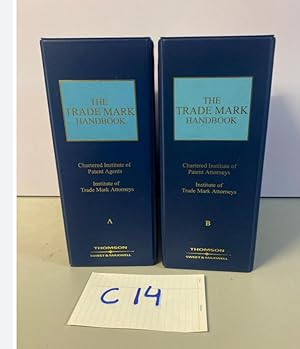 THE
TRADE MARK
HANDBOOK
Chartered Institute of
Patent Agents
Institute of
Trade Mark Attorneys
A
THOMSON
SWEET & MAXWELL
THE
TRADE MARK
HANDBOOK
Chartered Institute of
Patent Attorneys
Institute of
Trade Mark Attorneys
B
THOMSON
SWEET & MAXWELL
C 14